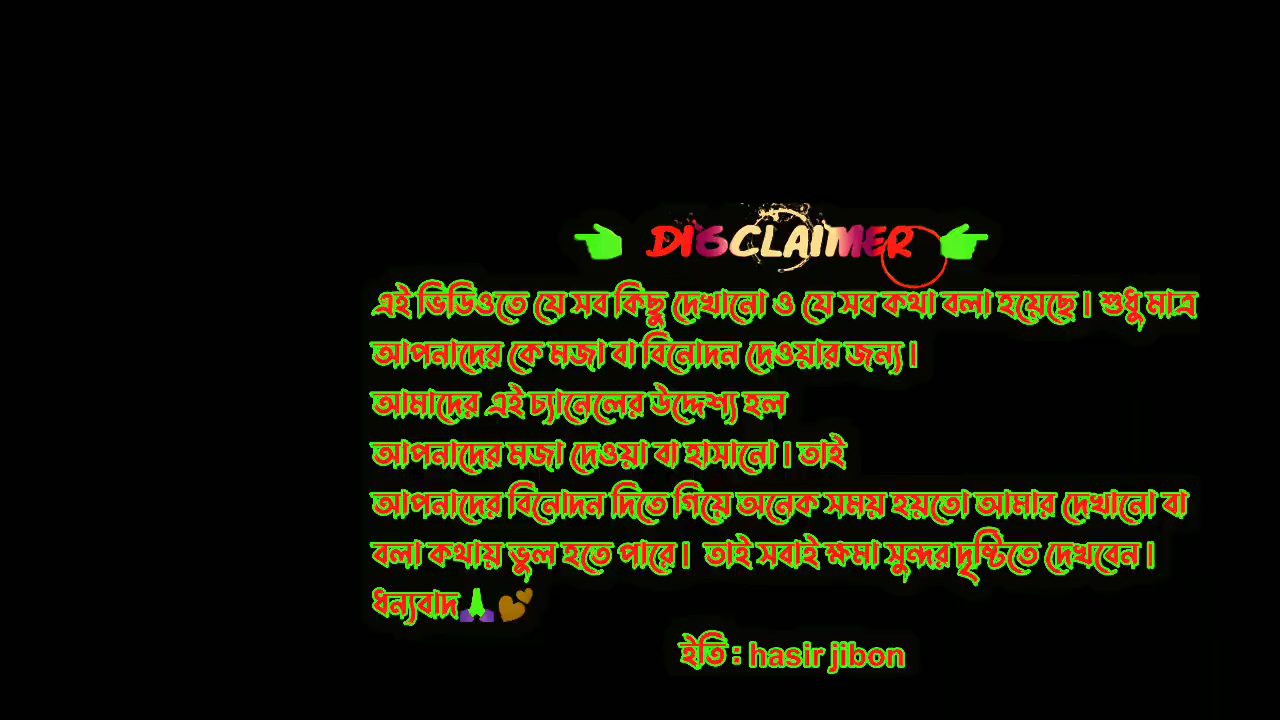 👈 DISCLAIMER 👉
এই ভিডিওতে যে সব কিছু দেখানো ও যে সব কথা বলা হয়েছে। শুধু মাত্র
আপনাদের কে মজা বা বিনোদন দেওয়ার জন্য।
আমাদের এই চ্যানেলের উদ্দেশ্য হল
আপনাদের মজা দেওয়া বা হাসানো। তাই
আপনাদের বিনোদন দিতে গিয়ে অনেক সময় হয়তো আমার দেখানো বা
বলা কথায় ভুল হতে পারে। তাই সবাই ক্ষমা সুন্দর দৃষ্টিতে দেখবেন।
ধন্যবাদ🙏💕
ইতি : hasir jibon